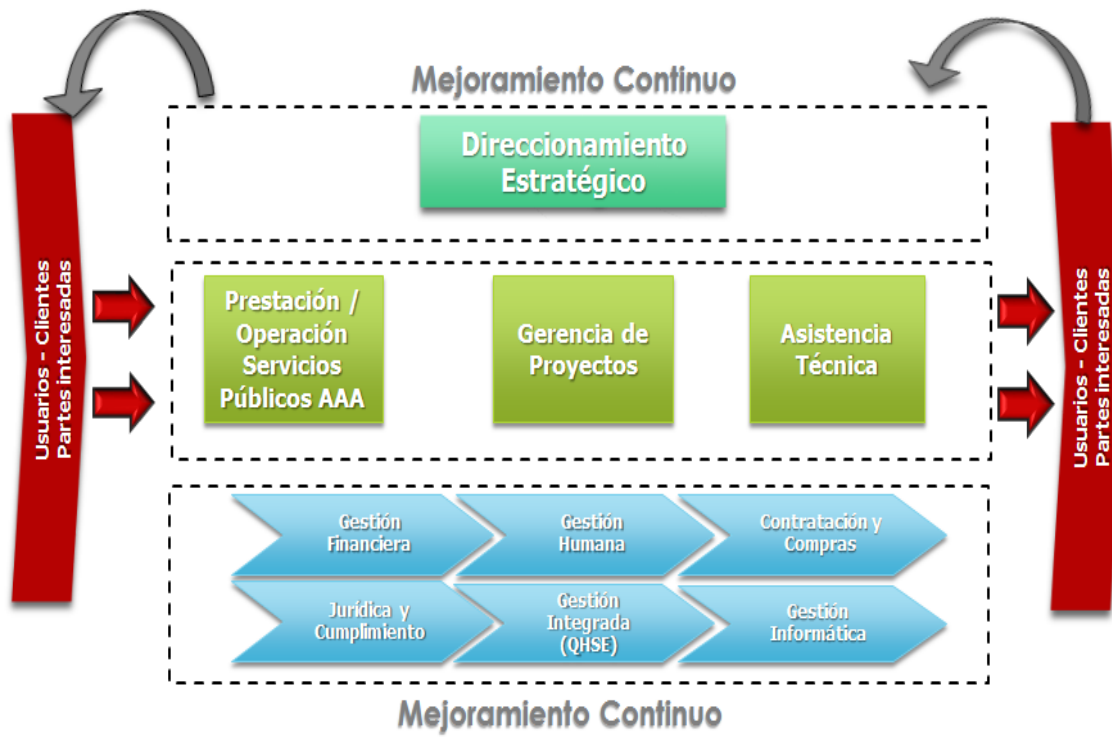 Mejoramiento Continuo
Direccionamiento
Estratégico
Usuarios - Clientes
Partes interesadas
Prestación /
Operación
Servicios
Públicos AAA
Gerencia de
Proyectos
Asistencia
Técnica
Usuarios - Clientes
Partes interesadas
Gestión
Financiera
Gestión
Humana
Contratación y
Compras
Jurídica y
Cumplimiento
Gestión
Integrada
(QHSE)
Gestión
Informática
Mejoramiento Continuo